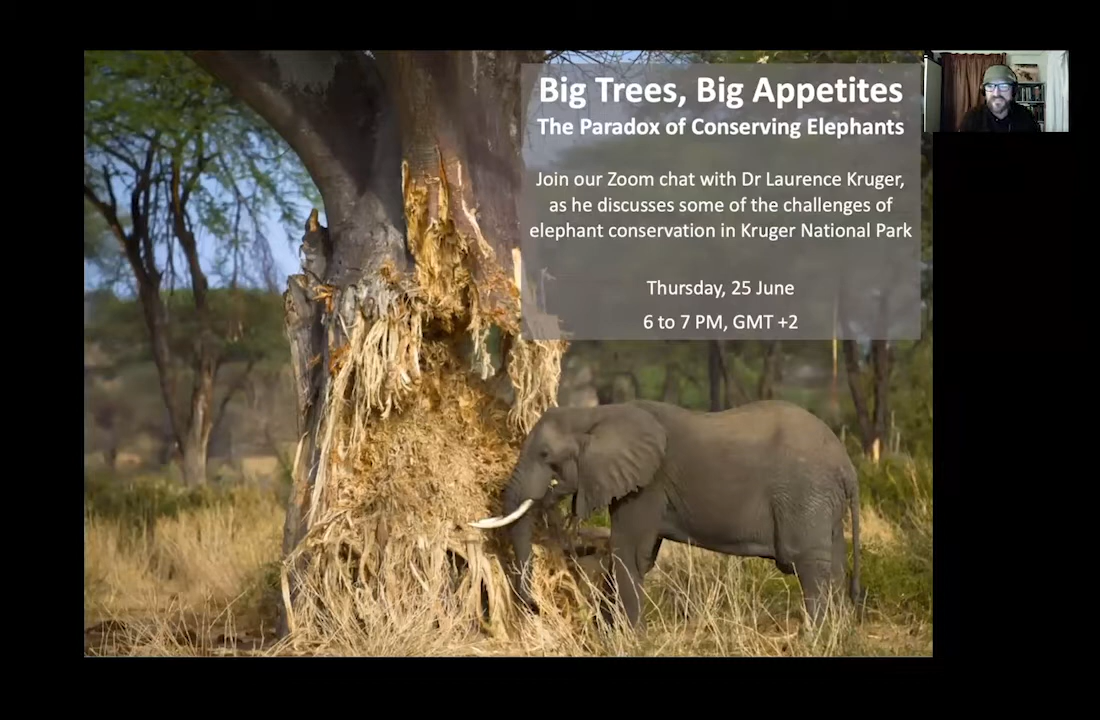 Big Trees, Big Appetites
The Paradox of Conserving Elephants
Join our Zoom chat with Dr Laurence Kruger,
as he discusses some of the challenges of
elephant conservation in Kruger National Park
Thursday, 25 June
6 to 7 PM, GMT +2